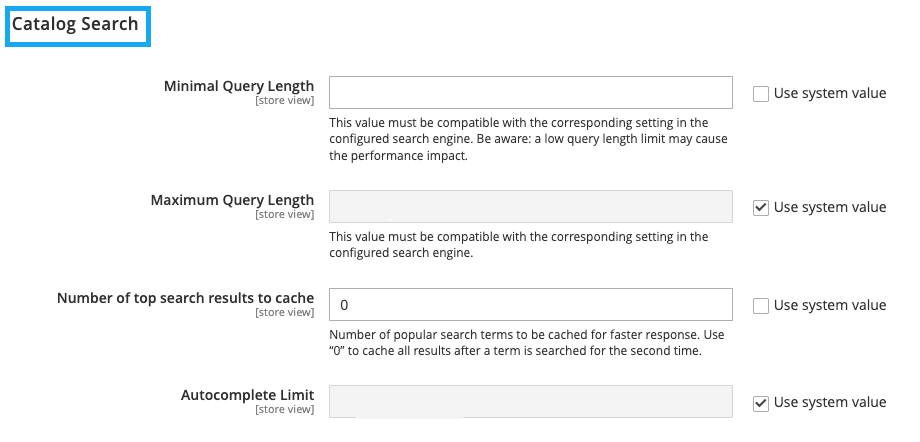 Catalog Search
Minimal Query Length
[store view]
Use system value
This value must be compatible with the corresponding setting in the
configured search engine. Be aware: a low query length limit may cause
the performance impact.
Maximum Query Length
[store view]
Use system value
This value must be compatible with the corresponding setting in the
configured search engine.
Number of top search results to cache
[store view]
0
Use system value
Number of popular search terms to be cached for faster response. Use
“0” to cache all results after a term is searched for the second time.
Autocomplete Limit
[store view]
Use system value